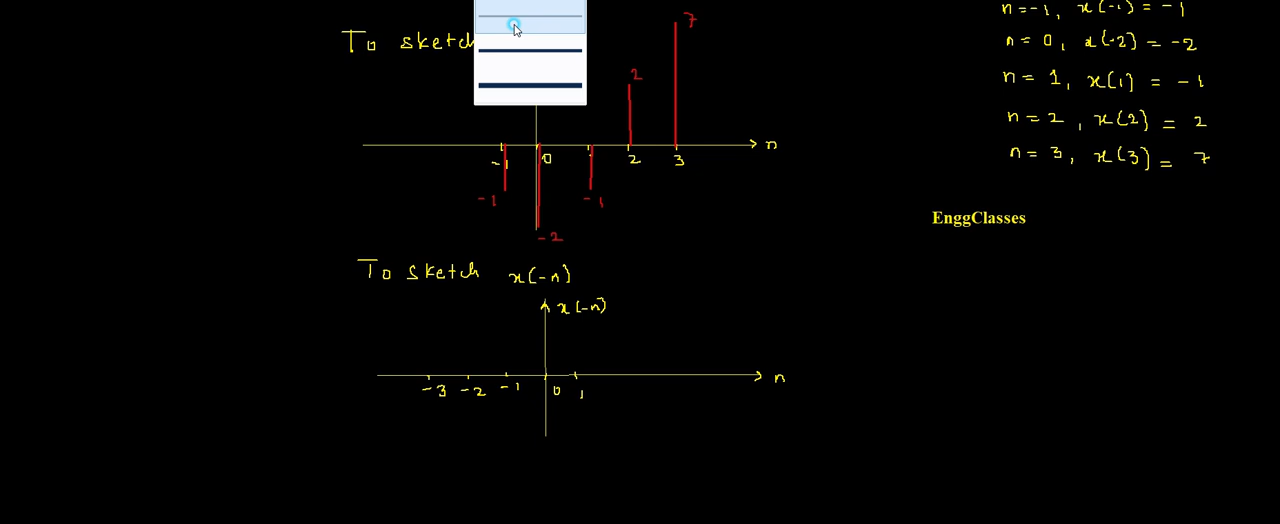 n=-1, x(-1) = -1
To sketch
7
n = 0, x(-2) = -2
2
n = 1, x[1] = -1
n = 2, x(2) = 2
n
n = 3, x(3) = 7
-1 0 1 2 3
-1 -1
-2
EnggClasses
To sketch x(-n)
x[-n]
n
-3 -2 -1 0 1